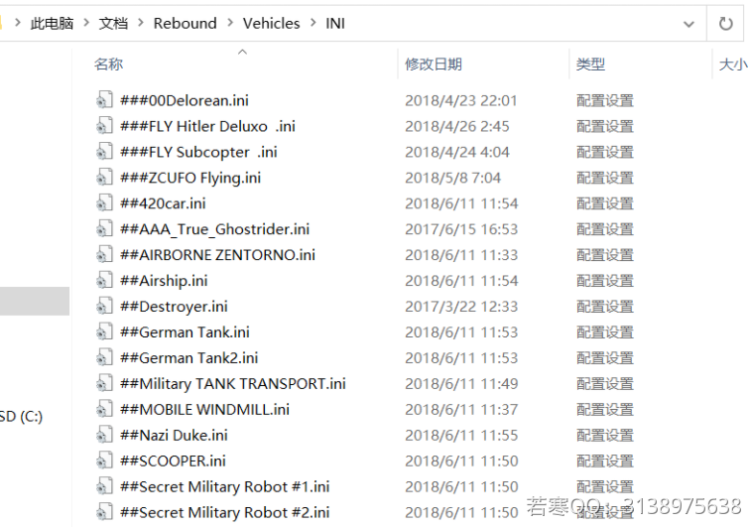 此电脑 > 文档 > Rebound > Vehicles > INI
名称 修改日期 类型 大小
###00Delorean.ini 2018/4/23 22:01 配置设置
###FLY Hitler Deluxo .ini 2018/4/26 2:45 配置设置
###FLY Subcopter .ini 2018/4/24 4:04 配置设置
###ZCUFO Flying.ini 2018/5/8 7:04 配置设置
##420car.ini 2018/6/11 11:54 配置设置
##AAA_True_Ghostrider.ini 2017/6/15 16:53 配置设置
##AIRBORNE ZENTORNO.ini 2018/6/11 11:33 配置设置
##Airship.ini 2018/6/11 11:54 配置设置
##Destroyer.ini 2017/3/22 12:33 配置设置
##German Tank.ini 2018/6/11 11:53 配置设置
##German Tank2.ini 2018/6/11 11:53 配置设置
##Military TANK TRANSPORT.ini 2018/6/11 11:49 配置设置
##MOBILE WINDMILL.ini 2018/6/11 11:37 配置设置
SD (C:)
##Nazi Duke.ini 2018/6/11 11:55 配置设置
##SCOOPER.ini 2018/6/11 11:50 配置设置
##Secret Military Robot #1.ini 2018/6/11 11:50 配置设置
##Secret Military Robot #2.ini 2018/6/11 11:50 配置设置
若寒QQ：3138975638